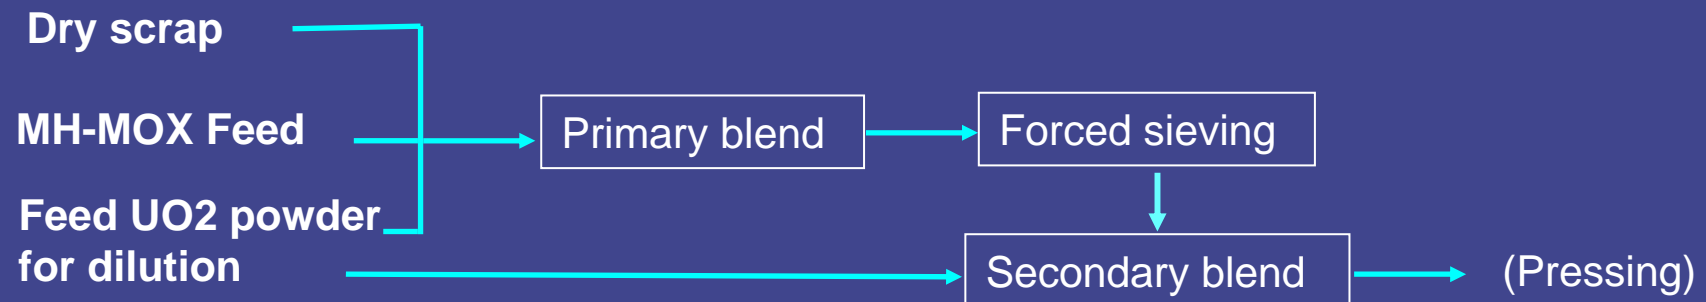 Dry scrap
MH-MOX Feed
Primary blend
Forced sieving
Feed UO2 powder
for dilution
Secondary blend
(Pressing)